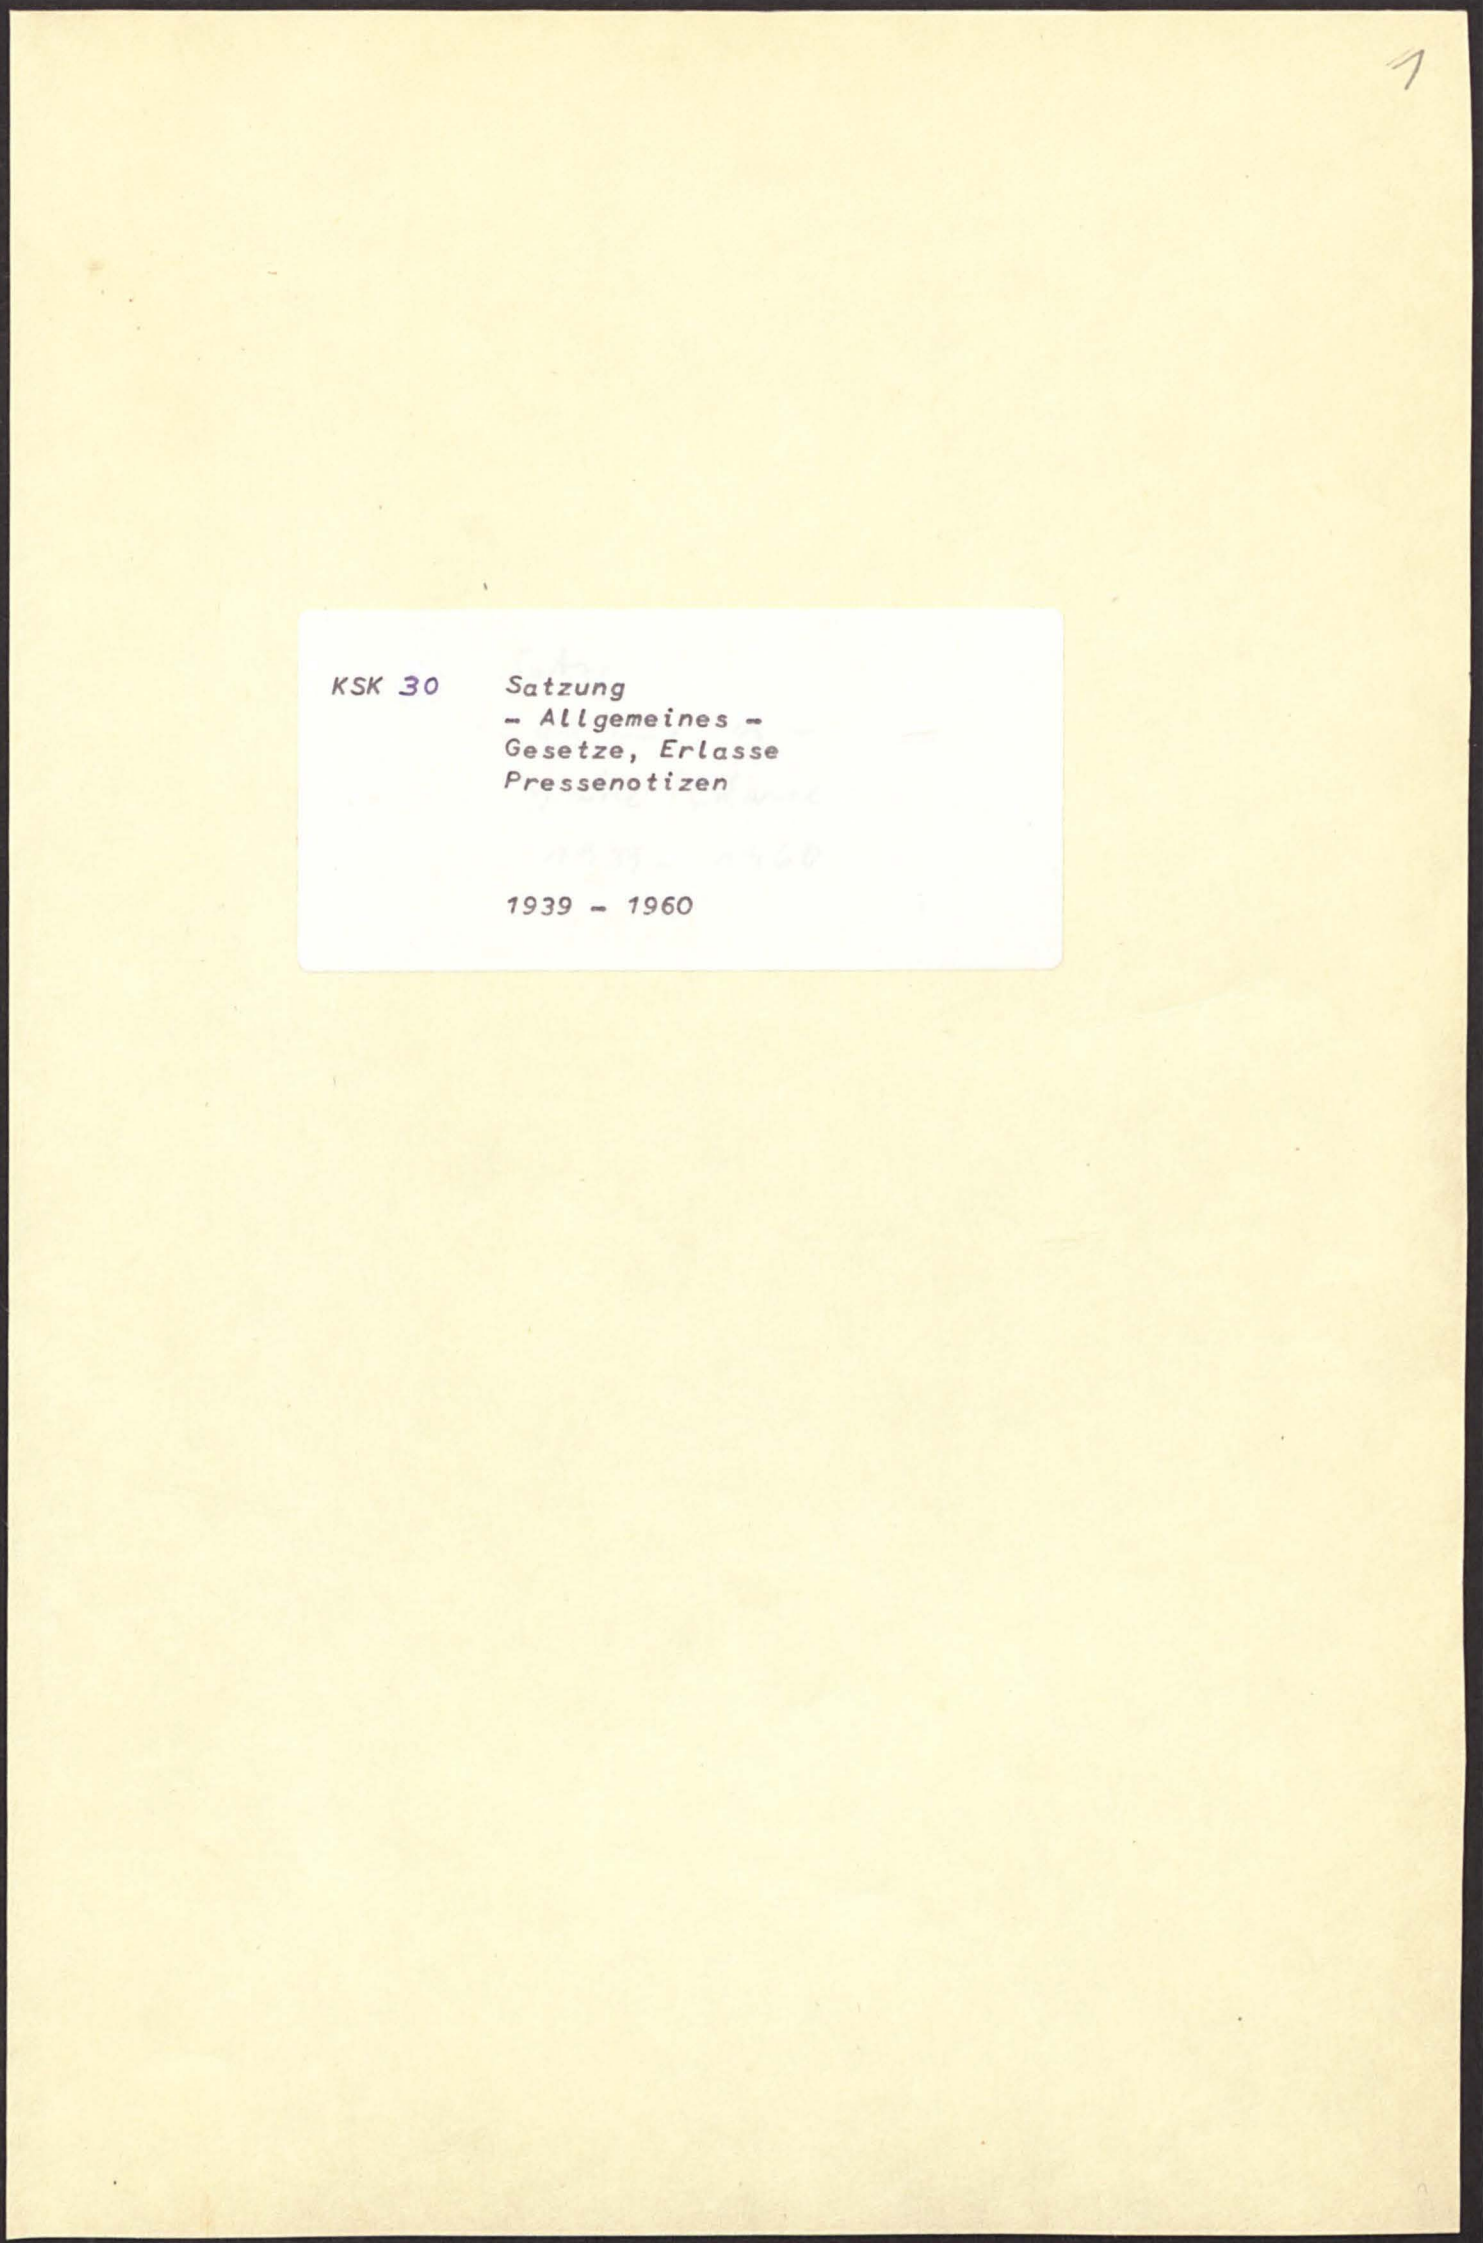 1
KSK 30 Satzung
- Allgemeines -
Gesetze, Erlasse
Pressenotizen
1939 - 1960